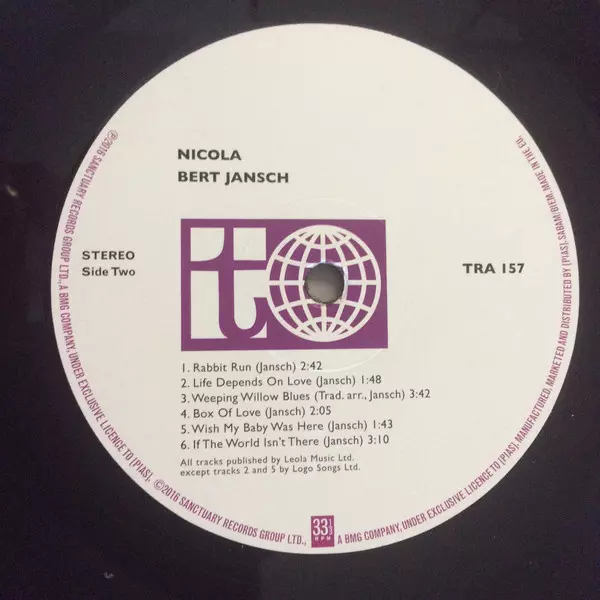 NICOLA
BERT JANSCH
STEREO
Side Two
TRA 157
t
1. Rabbit Run (Jansch) 2:42
2. Life Depends On Love (Jansch) 1:48
3. Weeping Willow Blues (Trad. arr., Jansch) 3:42
4. Box Of Love (Jansch) 2:05
5. Wish My Baby Was Here (Jansch) 1:43
6. If The World Isn't There (Jansch) 3:10
All tracks published by Leola Music Ltd.
except tracks 2 and 5 by Logo Songs Ltd.
33 1/3
RPM
℗2016 SANCTUARY RECORDS GROUP LTD., A BMG COMPANY, UNDER EXCLUSIVE LICENCE TO [PIAS]. ©2016 SANCTUARY RECORDS GROUP LTD., A BMG COMPANY, UNDER EXCLUSIVE LICENCE TO [PIAS]. MANUFACTURED, MARKETED AND DISTRIBUTED BY [PIAS]. SABAM/BIEM. MADE IN THE EU.